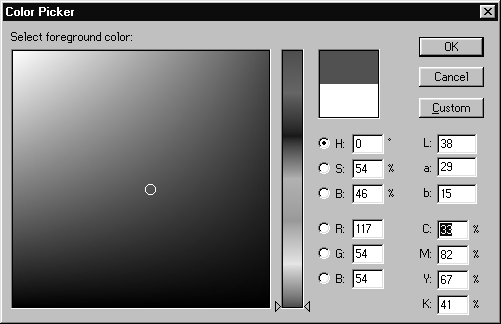 Color Picker
Select foreground color:
OK
Cancel
Custom
H: 0 °
S: 54 %
B: 46 %
R: 117
G: 54
B: 54
L: 38
a: 29
b: 15
C: 33 %
M: 82 %
Y: 67 %
K: 41 %